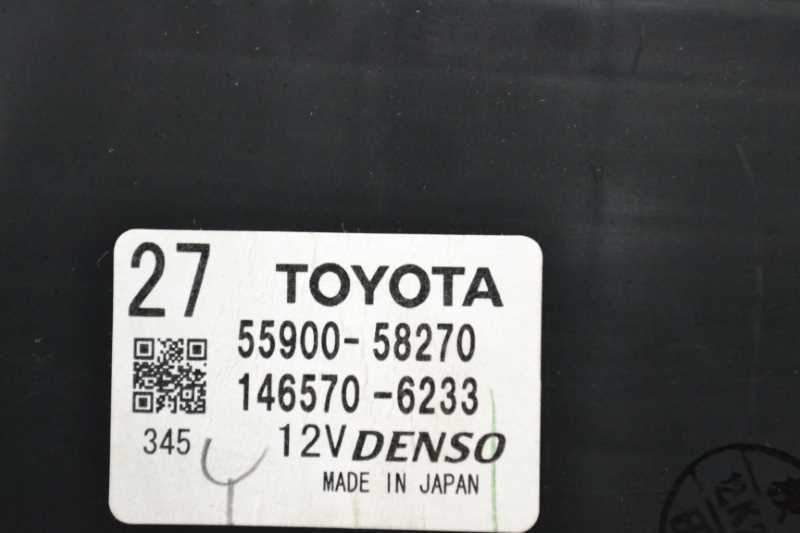 27 TOYOTA
55900-58270
146570-6233
345 12V DENSO
MADE IN JAPAN